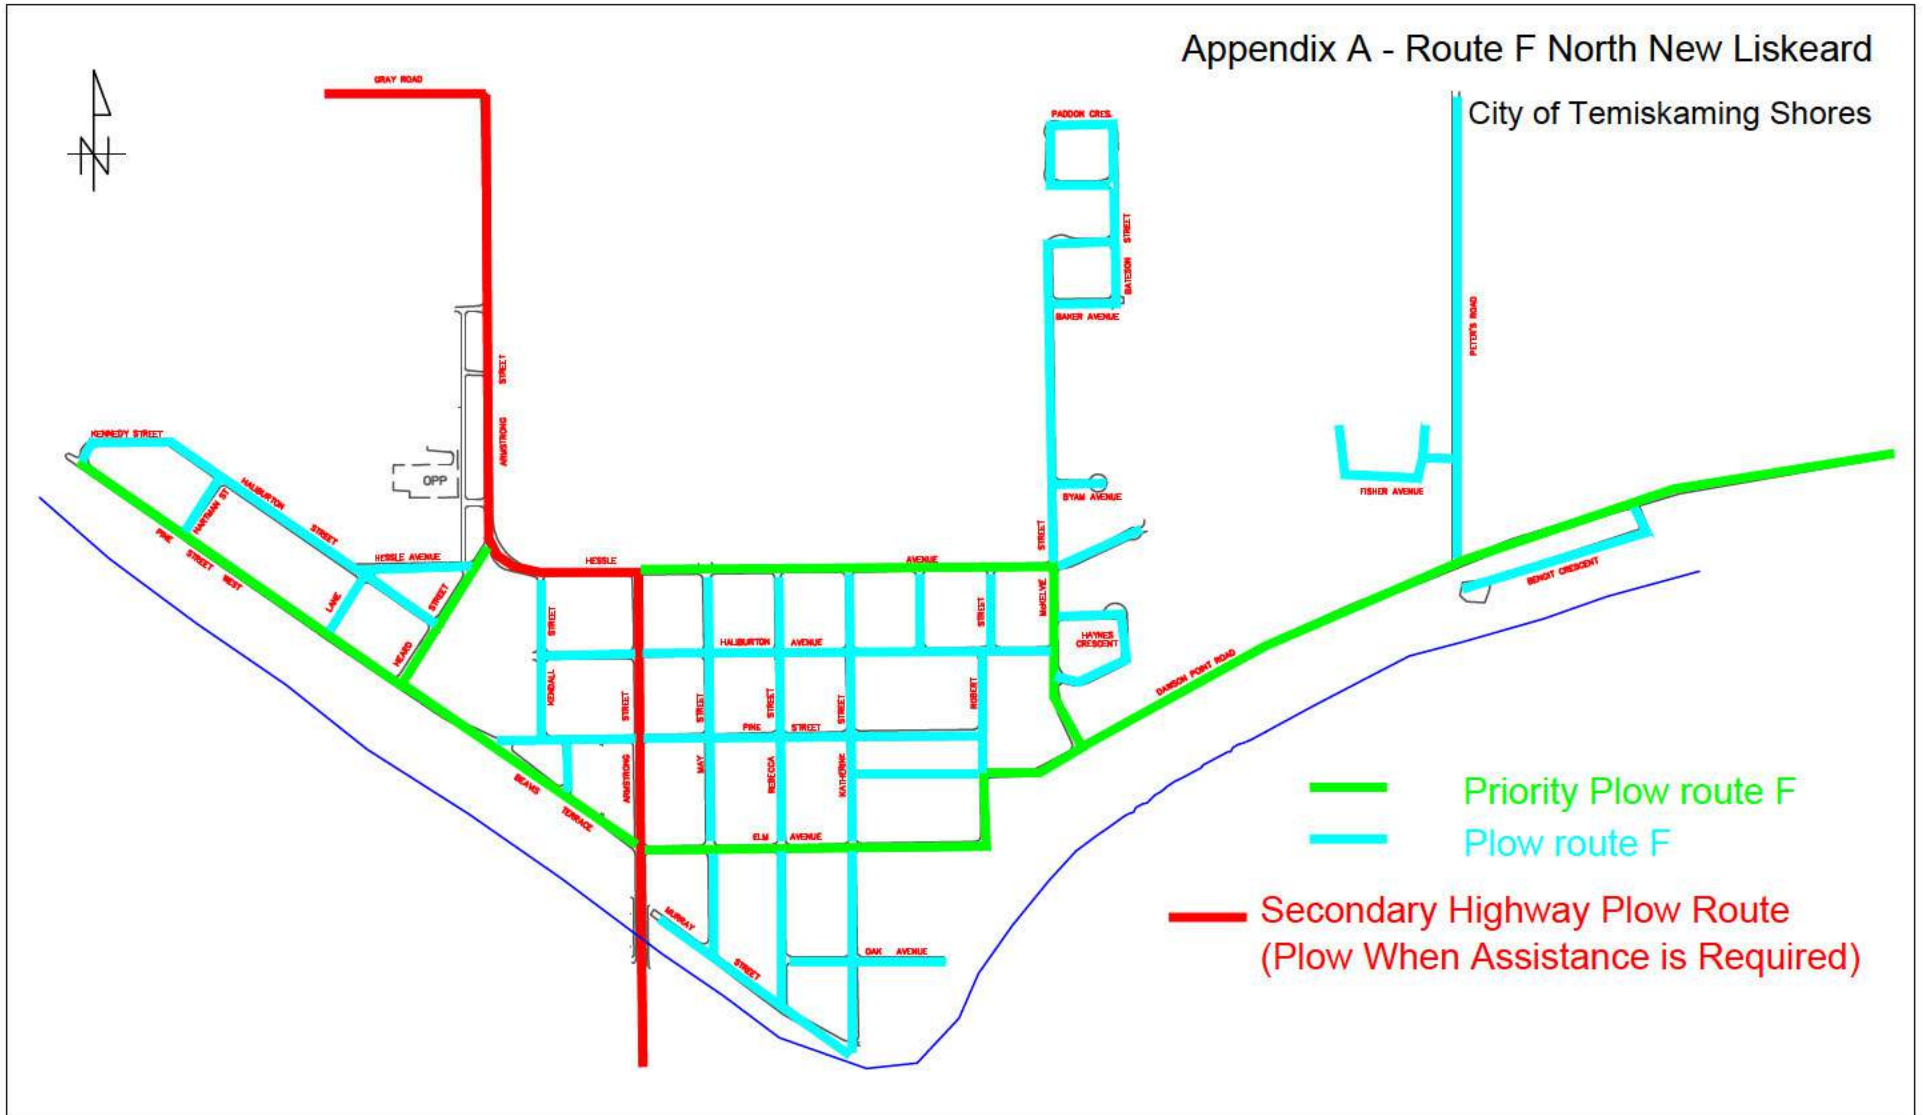 Appendix A - Route F North New Liskeard
City of Temiskaming Shores
N
GRAY ROAD
PADDON CRES.
BATESON STREET
BAKER AVENUE
PETER'S ROAD
ARMSTRONG STREET
KENNEDY STREET
OPP
HALIBURTON STREET
HARTMAN ST
PINE STREET WEST
HESSLE AVENUE
LANE
HEARD STREET
BYAM AVENUE
FISHER AVENUE
McKELVIE STREET
HESSLE AVENUE
BENOIT CRESCENT
KENDALL STREET
HALIBURTON AVENUE
ROBERT STREET
HAYNES
CRESCENT
DAWSON POINT ROAD
ARMSTRONG STREET
MAY STREET
REBECCA STREET
KATHERINE STREET
PINE STREET
BEAVIS TERRACE
ELM AVENUE
MURRAY STREET
OAK AVENUE
Priority Plow route F
Plow route F
Secondary Highway Plow Route
(Plow When Assistance is Required)